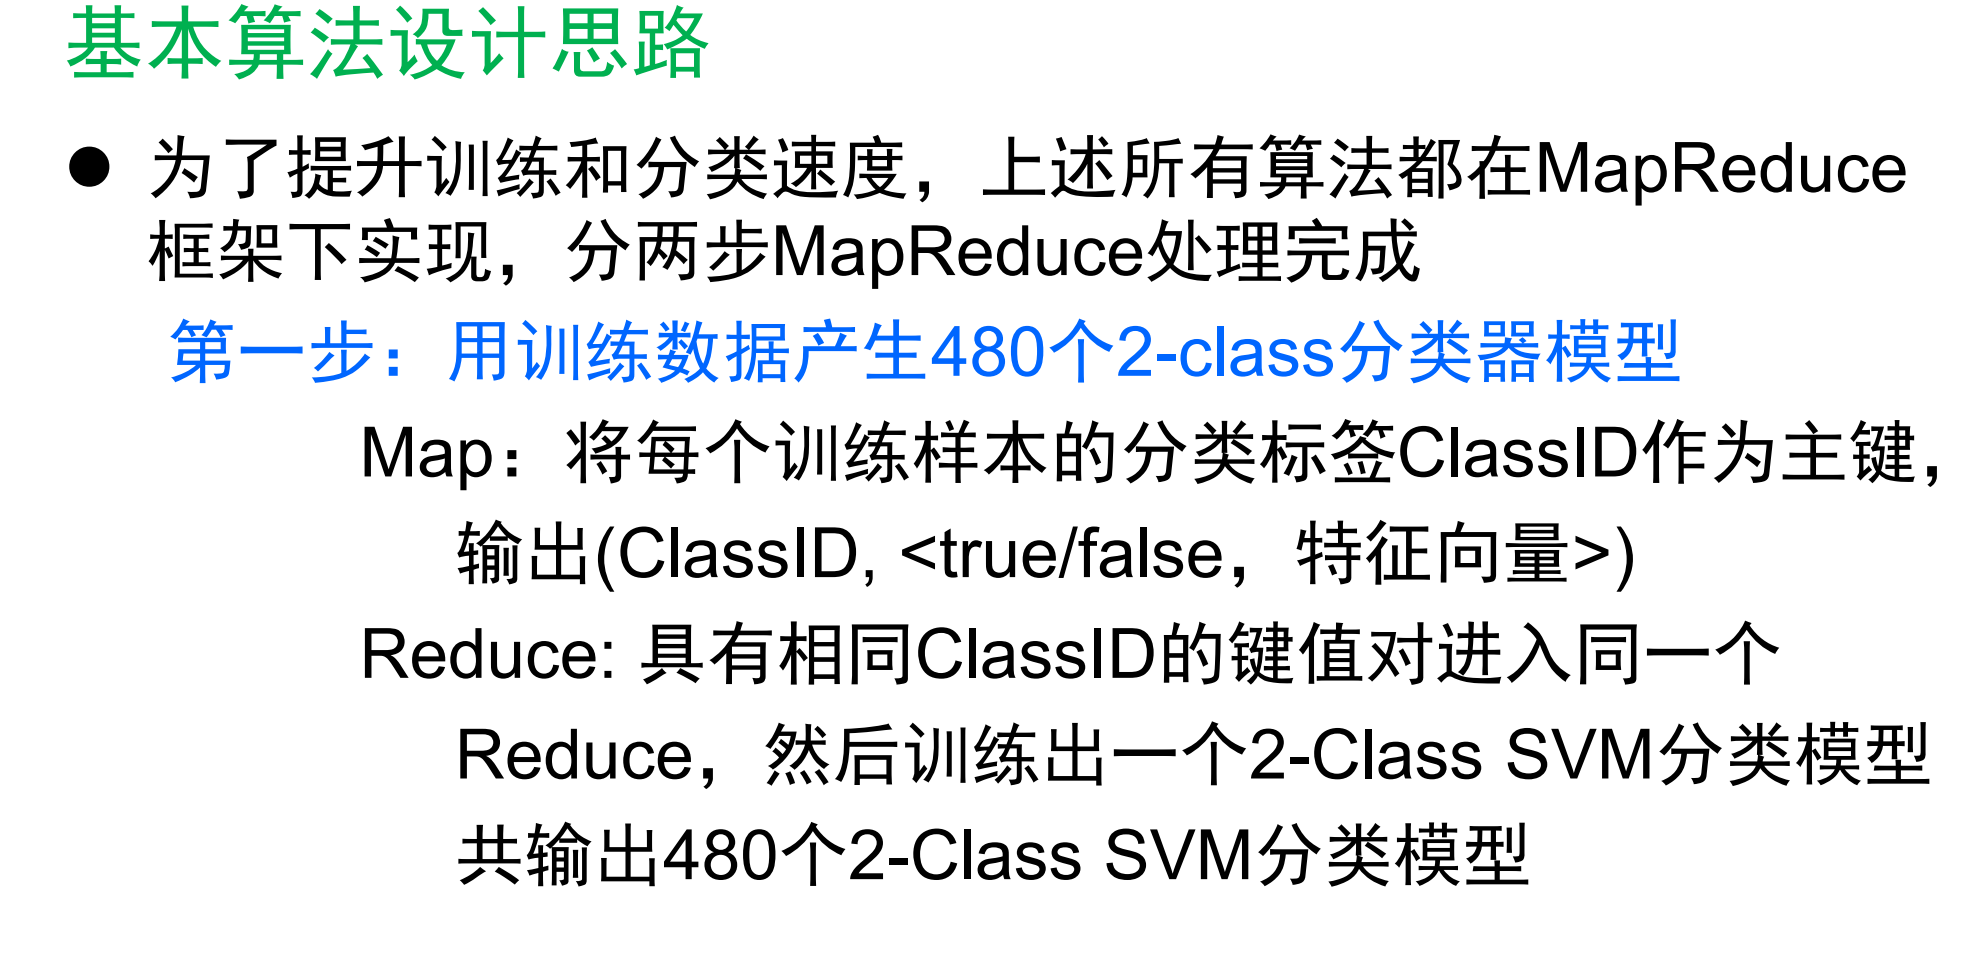 基本算法设计思路
● 为了提升训练和分类速度，上述所有算法都在MapReduce
框架下实现，分两步MapReduce处理完成
第一步：用训练数据产生480个2-class分类器模型
Map：将每个训练样本的分类标签ClassID作为主键，
输出(ClassID, <true/false，特征向量>)
Reduce: 具有相同ClassID的键值对进入同一个
Reduce，然后训练出一个2-Class SVM分类模型
共输出480个2-Class SVM分类模型